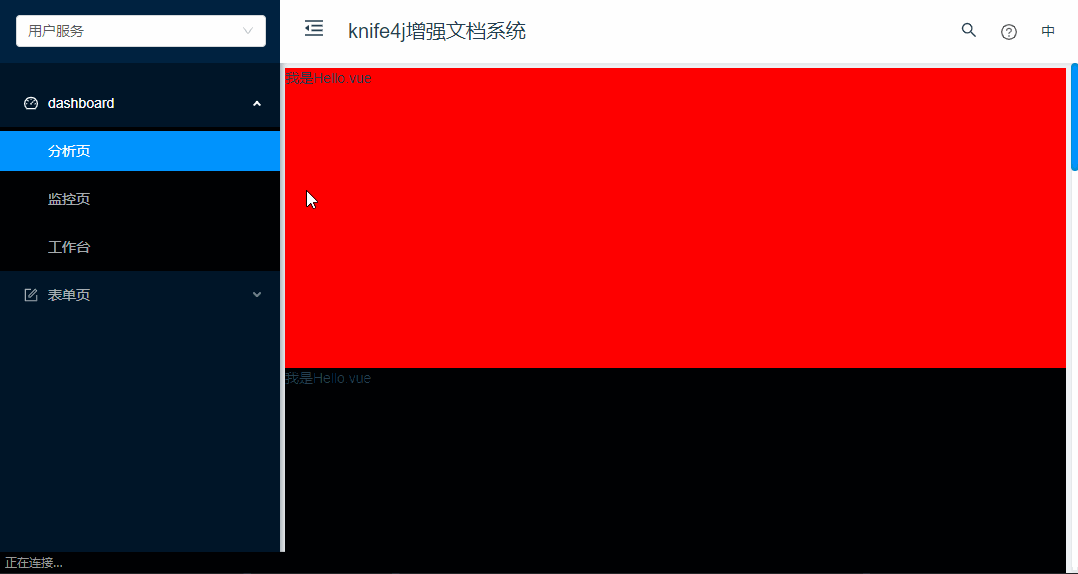 用户服务
knife4j增强文档系统
中
dashboard
分析页
监控页
工作台
表单页
我是Hello.vue
我是Hello.vue
正在连接...